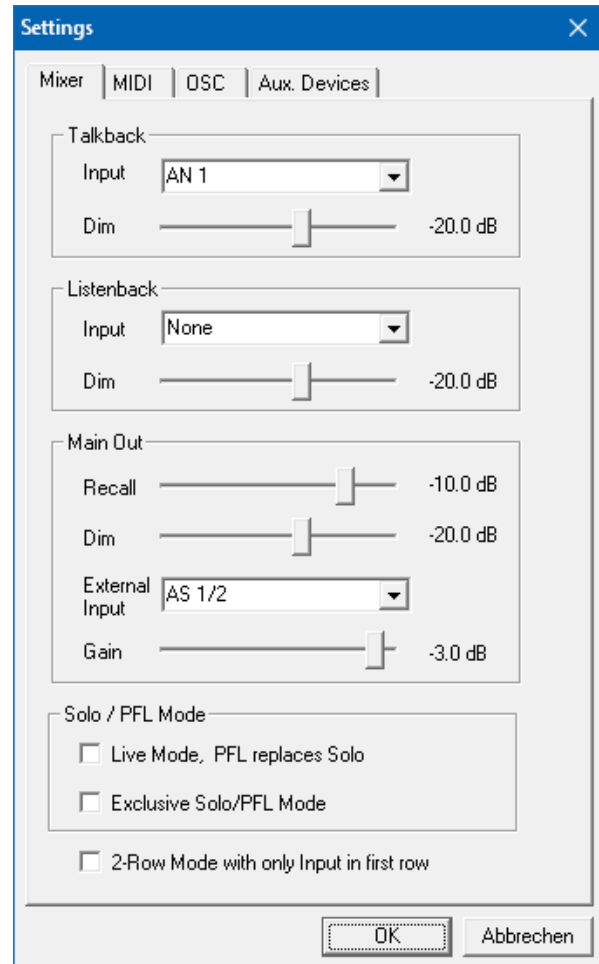 Settings
Mixer MIDI OSC Aux. Devices
Talkback
Input AN 1
Dim -20.0 dB
Listenback
Input None
Dim -20.0 dB
Main Out
Recall -10.0 dB
Dim -20.0 dB
External
Input AS 1/2
Gain -3.0 dB
Solo / PFL Mode
Live Mode, PFL replaces Solo
Exclusive Solo/PFL Mode
2-Row Mode with only Input in first row
OK Abbrechen